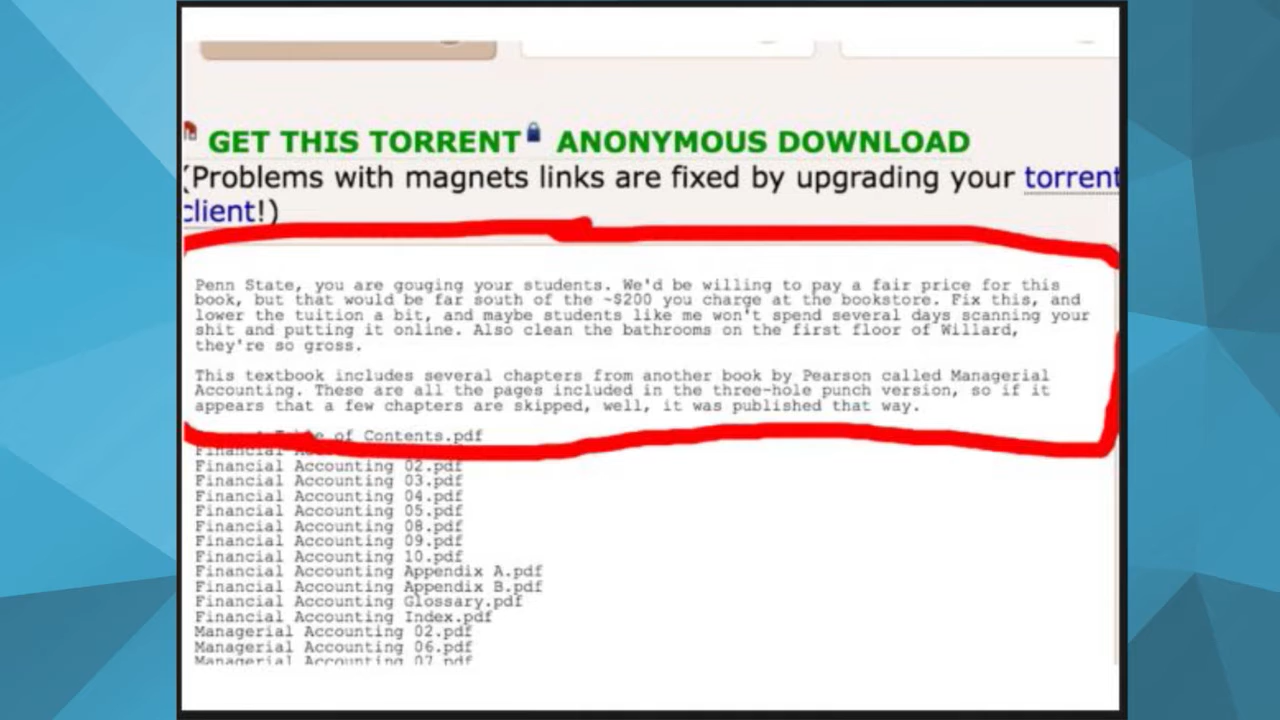 GET THIS TORRENT ANONYMOUS DOWNLOAD
(Problems with magnets links are fixed by upgrading your torrent
client!)
Penn State, you are gouging your students. We'd be willing to pay a fair price for this
book, but that would be far south of the ~$200 you charge at the bookstore. Fix this, and
lower the tuition a bit, and maybe students like me won't spend several days scanning your
shit and putting it online. Also clean the bathrooms on the first floor of Willard,
they're so gross.
This textbook includes several chapters from another book by Pearson called Managerial
Accounting. These are all the pages included in the three-hole punch version, so if it
appears that a few chapters are skipped, well, it was published that way.
of Contents.pdf
Financial
Financial Accounting 02.pdf
Financial Accounting 03.pdf
Financial Accounting 04.pdf
Financial Accounting 05.pdf
Financial Accounting 08.pdf
Financial Accounting 09.pdf
Financial Accounting 10.pdf
Financial Accounting Appendix A.pdf
Financial Accounting Appendix B.pdf
Financial Accounting Glossary.pdf
Financial Accounting Index.pdf
Managerial Accounting 02.pdf
Managerial Accounting 06.pdf
Managerial Accounting 07.pdf